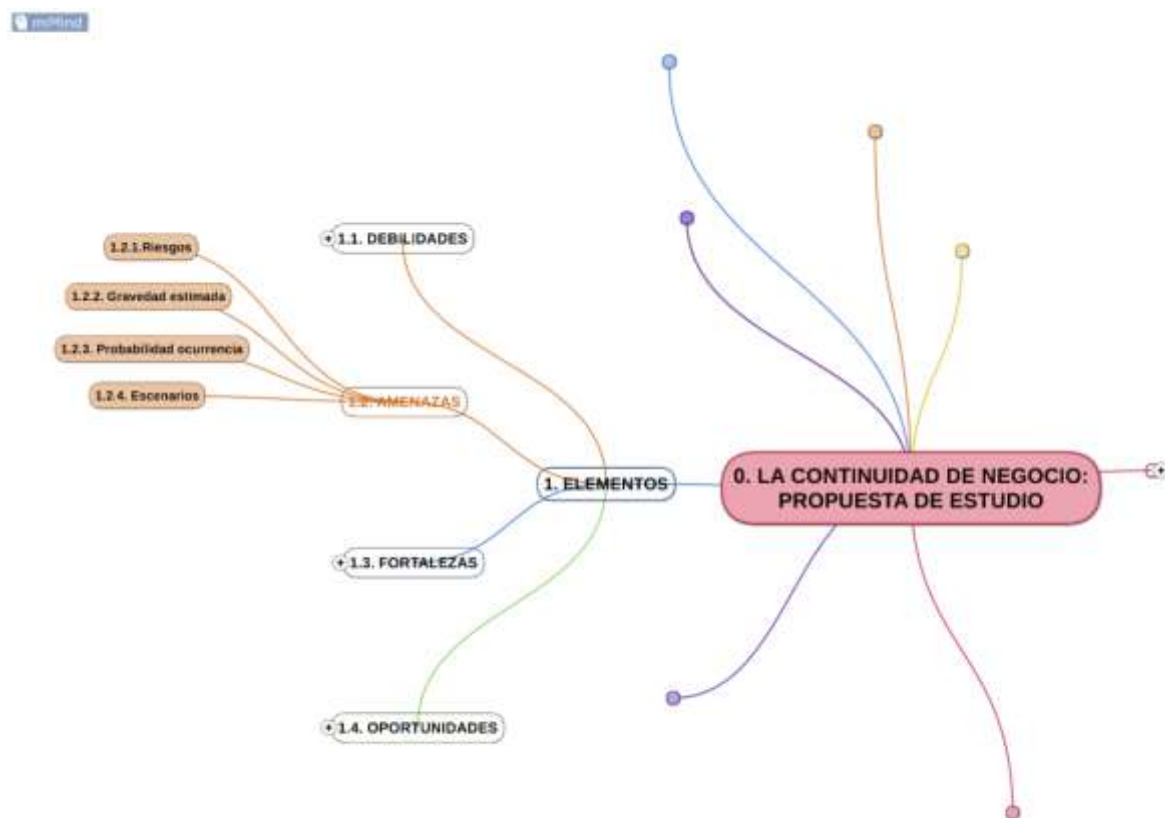 miMind
1.1. DEBILIDADES
1.2.1.Riesgos
1.2.2. Gravedad estimada
1.2.3. Probabilidad ocurrencia
1.2.4. Escenarios
1.2. AMENAZAS
1. ELEMENTOS
0. LA CONTINUIDAD DE NEGOCIO:
PROPUESTA DE ESTUDIO
1.3. FORTALEZAS
1.4. OPORTUNIDADES